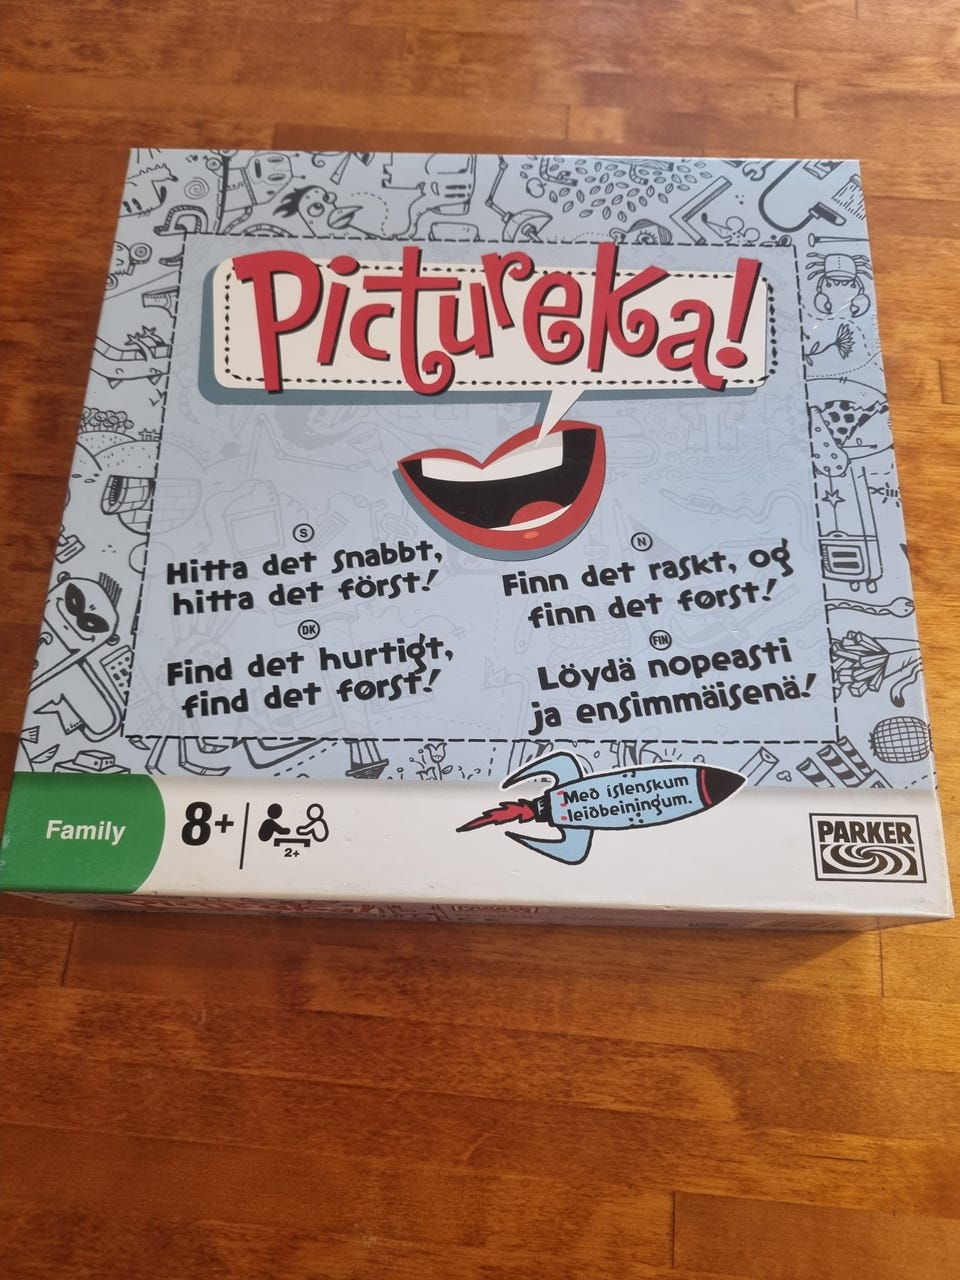 Pictureka!
S
Hitta det snabbt,
hitta det först!
N
Finn det raskt, og
finn det først!
DK
Find det hurtigt,
find det først!
FIN
Löydä nopeasti
ja ensimmäisenä!
Með íslenskum
leiðbeiningum.
Family
8+
2+
PARKER
Pictureka!